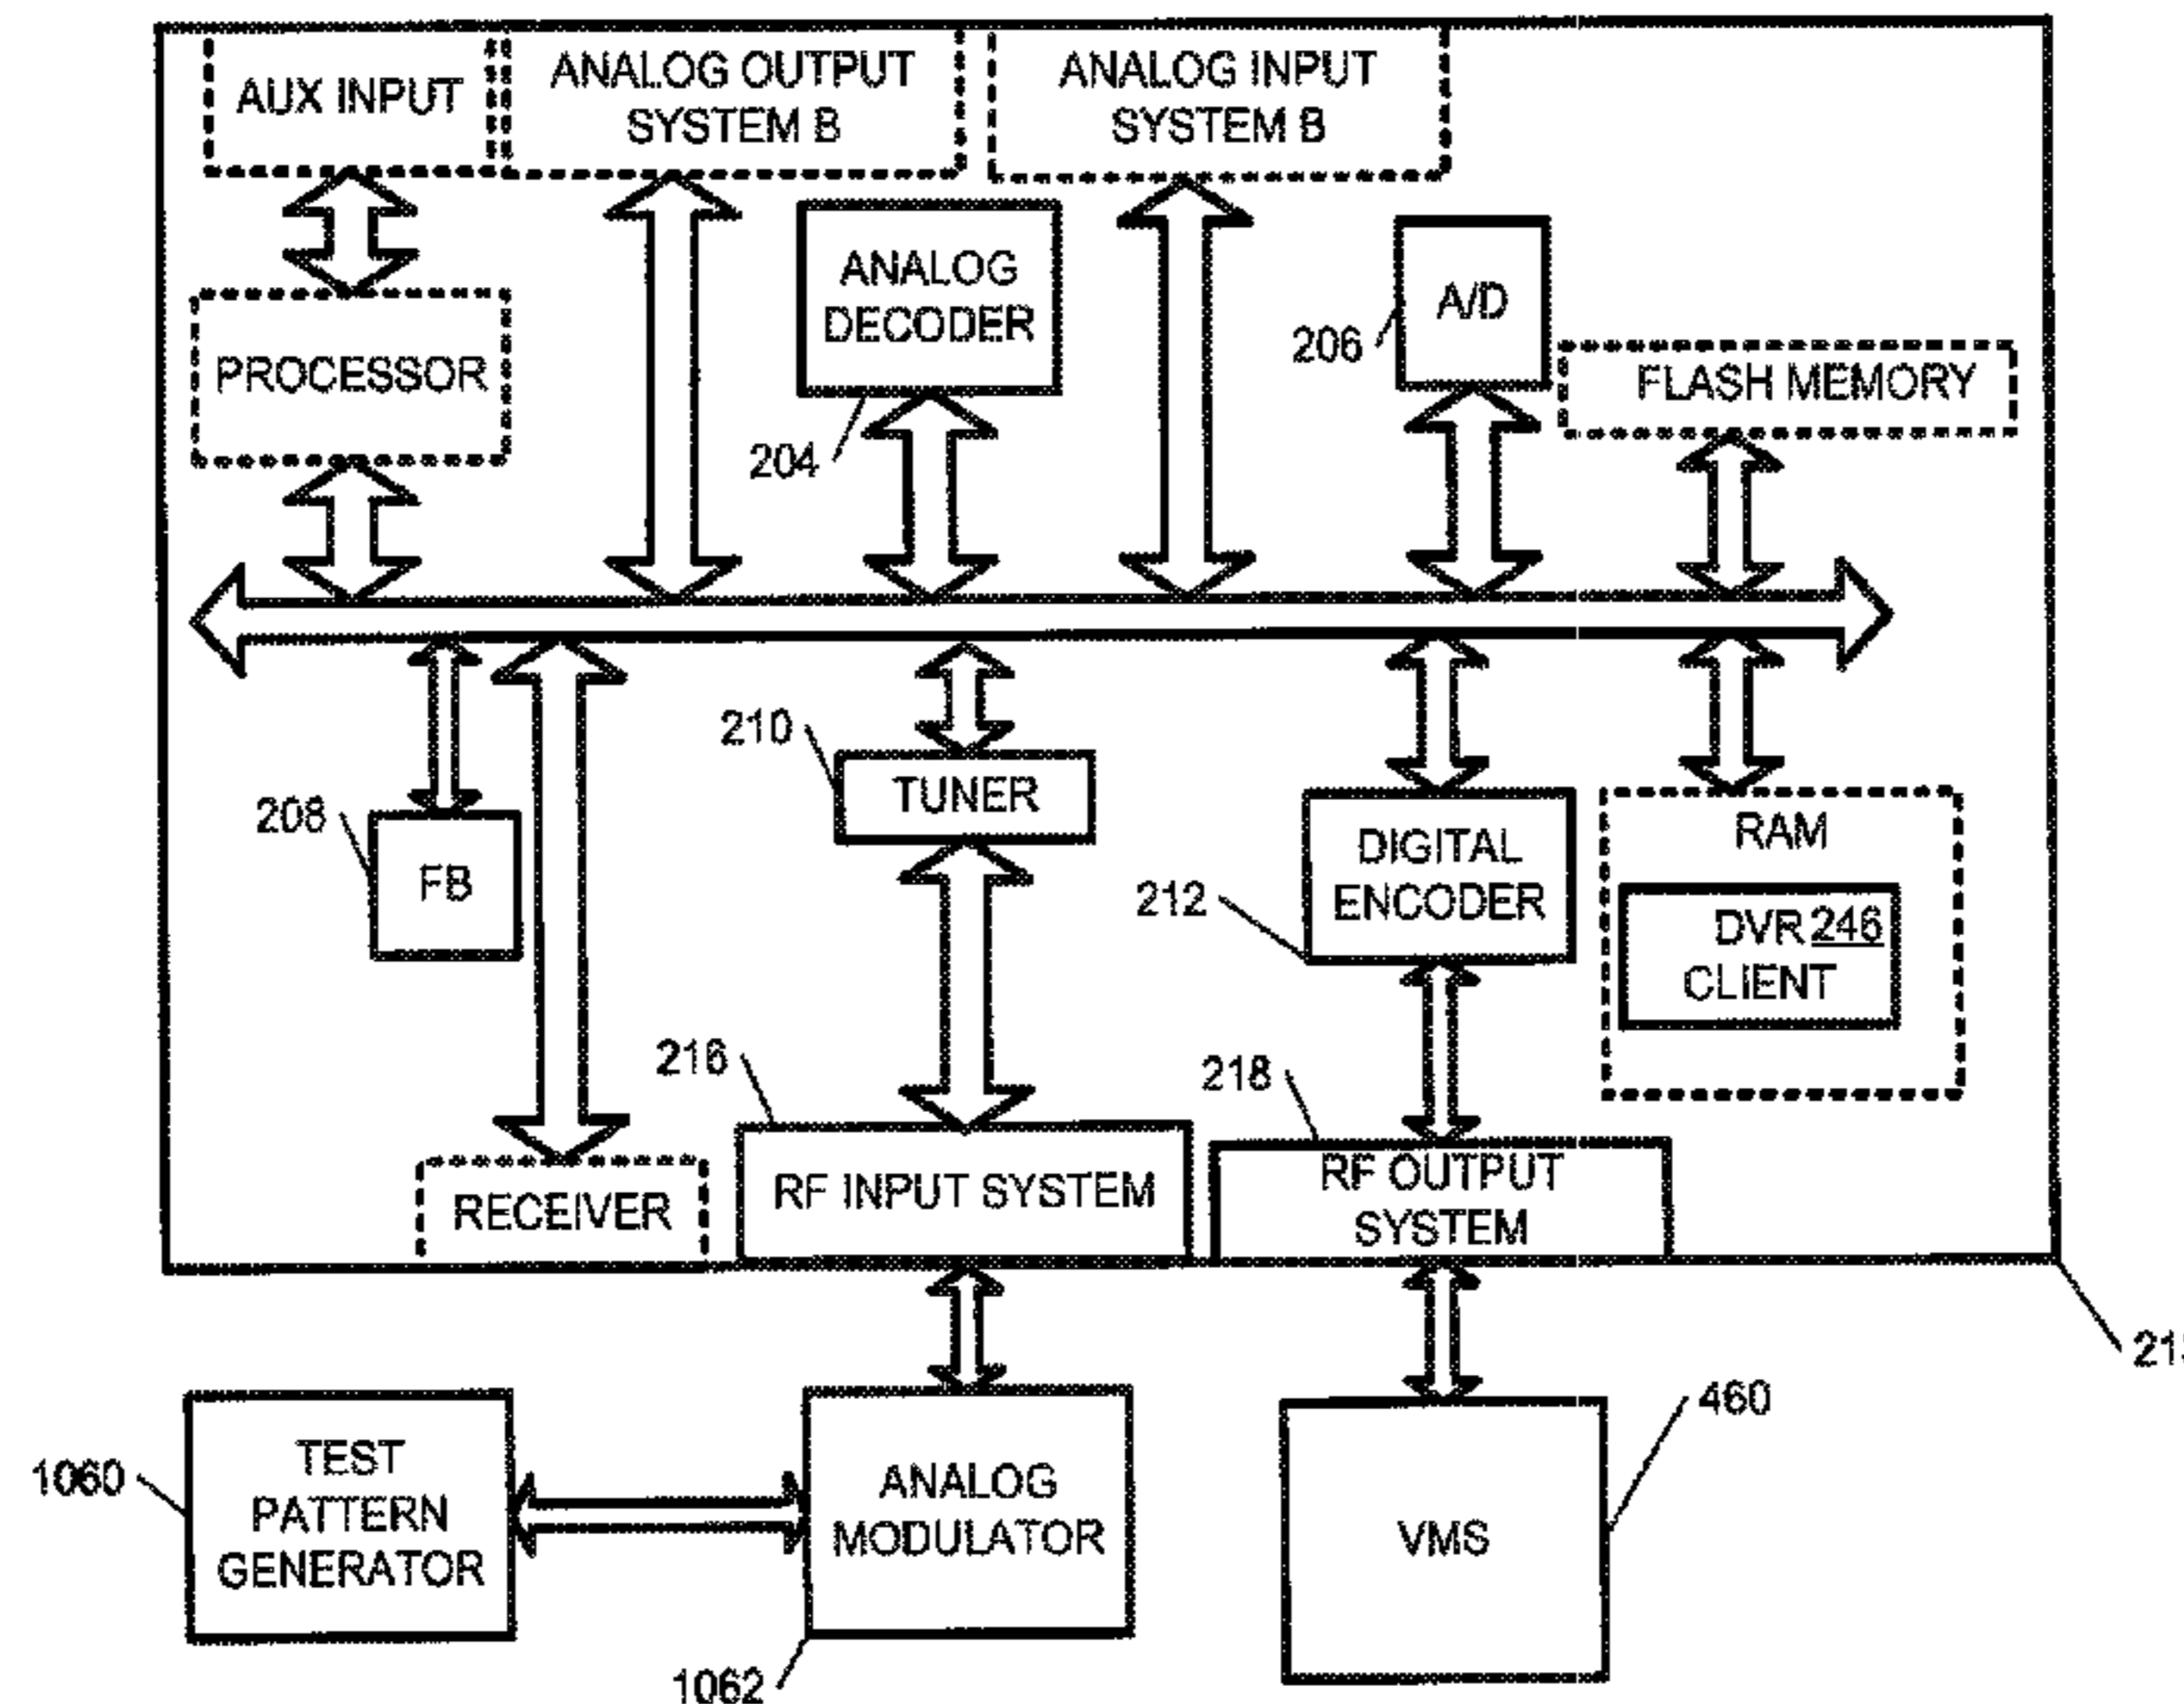 AUX INPUT
ANALOG OUTPUT
SYSTEM B
ANALOG INPUT
SYSTEM B
ANALOG
DECODER
204
A/D
206
PROCESSOR
FLASH MEMORY
210
TUNER
208
FB
DIGITAL
ENCODER
212
RAM
DVR 246
CLIENT
216
218
RECEIVER
RF INPUT SYSTEM
RF OUTPUT
SYSTEM
1060
TEST
PATTERN
GENERATOR
ANALOG
MODULATOR
1062
VMS
460